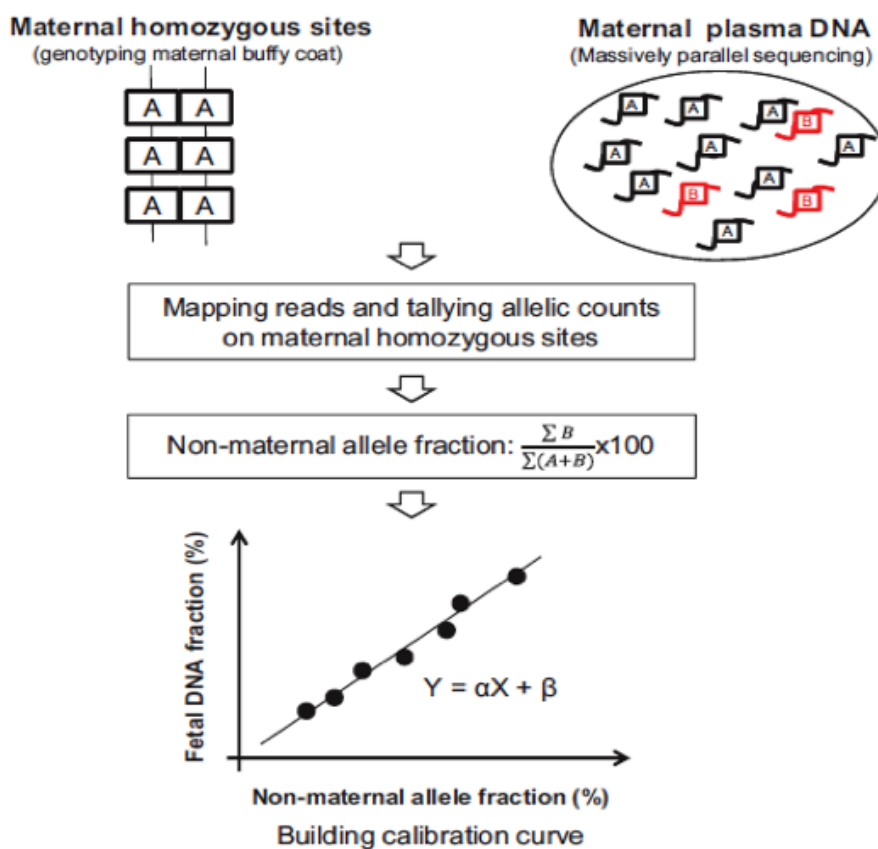 Maternal homozygous sites
(genotyping maternal buffy coat)
A A
A A
A A
Maternal plasma DNA
(Massively parallel sequencing)
A A A B
A A A
A B A B
A
Mapping reads and tallying allelic counts
on maternal homozygous sites
Non-maternal allele fraction: ∑ B / ∑(A+B) x100
Fetal DNA fraction (%)
Y = αX + β
Non-maternal allele fraction (%)
Building calibration curve